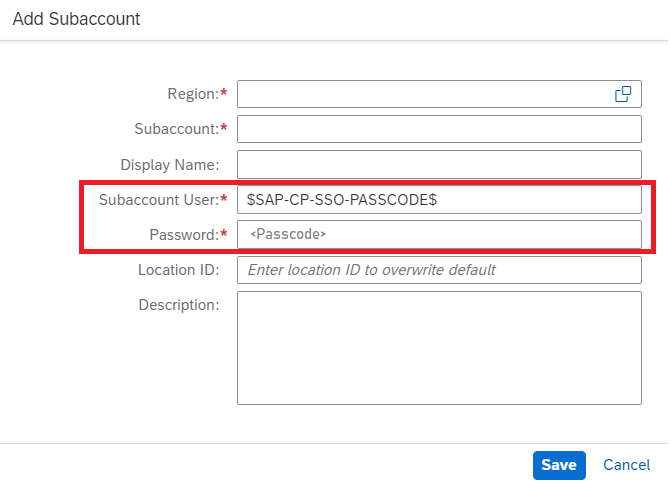 Add Subaccount
Region:*
Subaccount:*
Display Name:
Subaccount User:* $SAP-CP-SSO-PASSCODE$
Password:* <Passcode>
Location ID: Enter location ID to overwrite default
Description:
Save Cancel